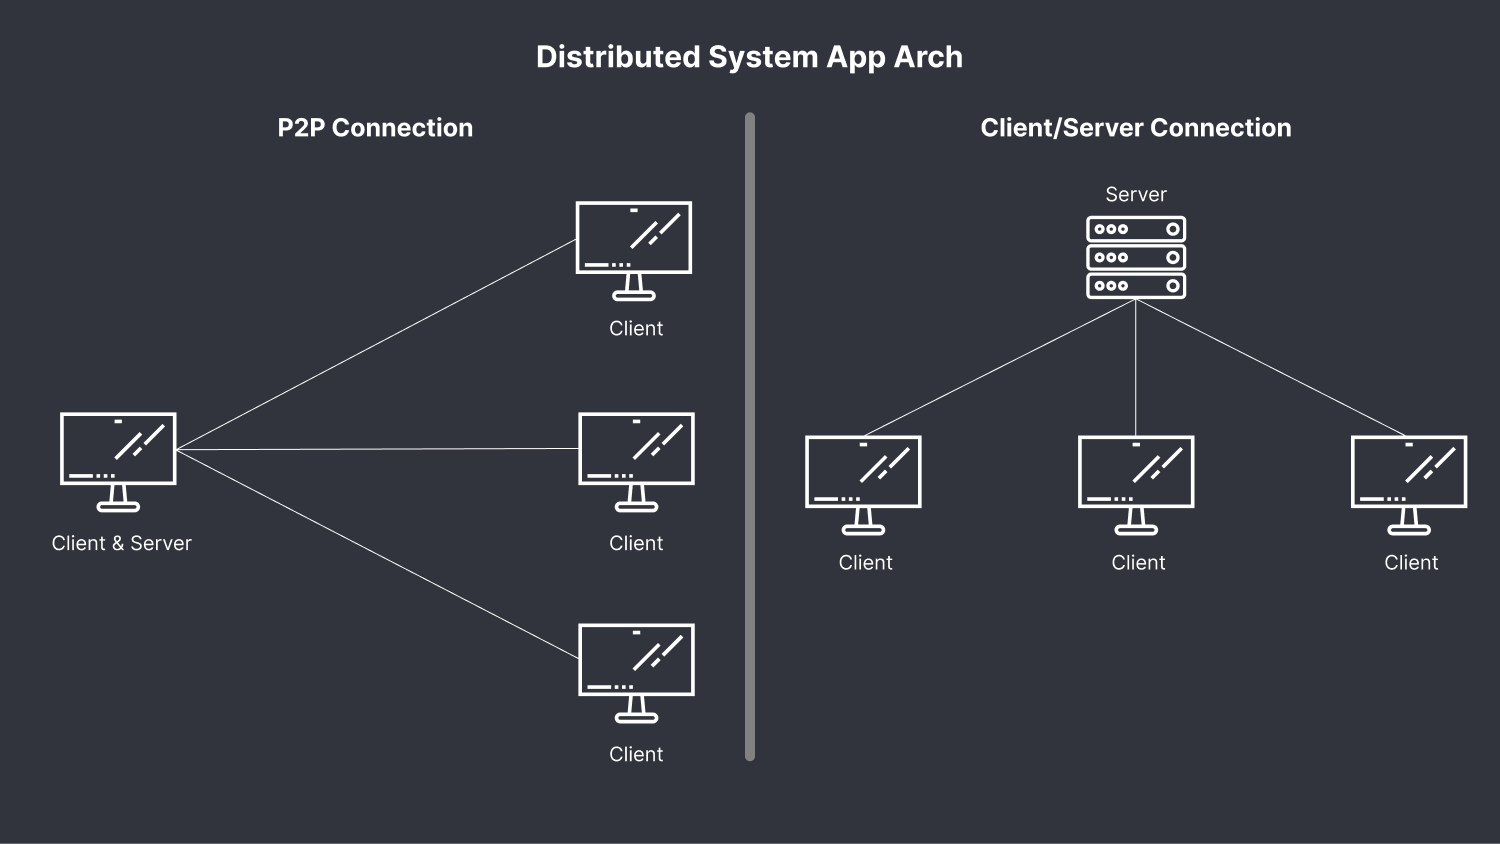 Distributed System App Arch
P2P Connection
Client
Client & Server
Client
Client
Client/Server Connection
Server
Client
Client
Client